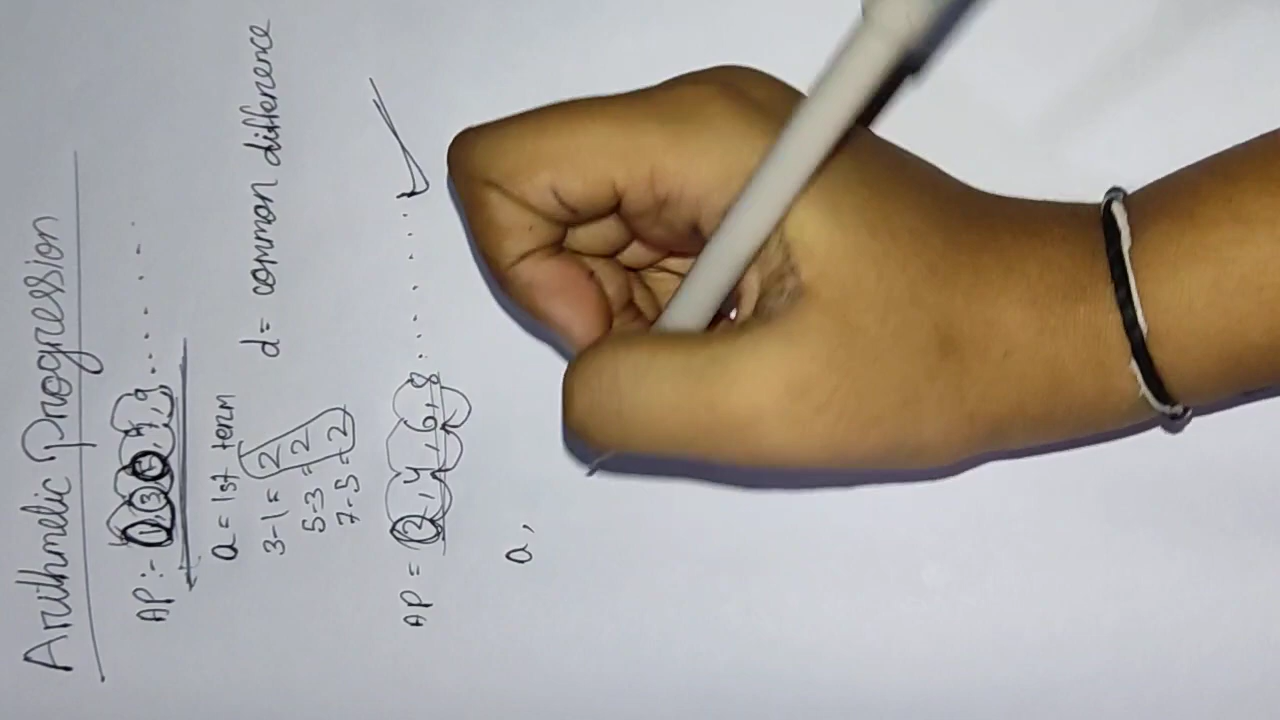 Arithmetic Progression
AP:- 1, 3, 5, 7, 9, . . . . . . .
a = 1st term
d = common difference
3-1 = 2
5-3 = 2
7-5 = 2
AP = 2, 4, 6, 8 . . . . . . .
a,